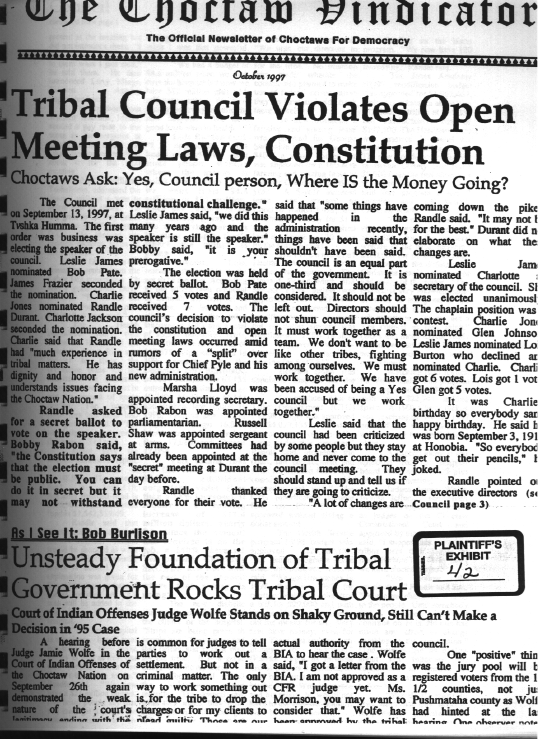 The Choctaw Vindicator
The Official Newsletter of Choctaws For Democracy
October 1997
Tribal Council Violates Open
Meeting Laws, Constitution
Choctaws Ask: Yes, Council person, Where IS the Money Going?
The Council met
on September 13, 1997, at
Tvshka Humma. The first
order was business was
electing the speaker of the
council. Leslie James
nominated Bob Pate.
James Frazier seconded
the nomination. Charlie
Jones nominated Randle
Durant. Charlotte Jackson
seconded the nomination.
Charlie said that Randle
had "much experience in
tribal matters. He has
dignity and honor and
understands issues facing
the Choctaw Nation."
Randle asked
for a secret ballot to
vote on the speaker.
Bobby Rabon said,
"the Constitution says
that the election must
be public. You can
do it in secret but it
may not withstand
constitutional challenge."
Leslie James said, "we did this
many years ago and the
speaker is still the speaker."
Bobby said, "it is your
prerogative."
The election was held
by secret ballot. Bob Pate
received 5 votes and Randle
received 7 votes. The
council's decision to violate
the constitution and open
meeting laws occurred amid
rumors of a "split" over
support for Chief Pyle and his
new administration.
Marsha Lloyd was
appointed recording secretary.
Bob Rabon was appointed
parliamentarian. Russell
Shaw was appointed sergeant
at arms. Committees had
already been appointed at the
"secret" meeting at Durant the
day before.
Randle thanked
everyone for their vote. He
said that "some things have
happened in the
administration recently,
things have been said that
shouldn't have been said.
The council is an equal part
of the government. It is
one-third and should be
considered. It should not be
left out. Directors should
not shun council members.
It must work together as a
team. We don't want to be
like other tribes, fighting
among ourselves. We must
work together. We have
been accused of being a Yes
council but we work
together."
Leslie said that the
council had been criticized
by some people but they stay
home and never come to the
council meeting. They
should stand up and tell us if
they are going to criticize.
"A lot of changes are
coming down the pike
Randle said. "It may not
for the best." Durant did
elaborate on what the
changes are.
Leslie
nominated Charlotte
secretary of the council.
was elected unanimous
The chaplain position was
contest. Charlie
nominated Glen
Leslie James nominated
Burton who declined
nominated Charlie.
got 6 votes. Lois got 1
Glen got 5 votes.
It was Charlie
birthday so everybody
happy birthday. He said
was born September 3,
at Honobia. "So
get out their pencils,"
joked.
Randle pointed
the executive directors
Council page 3)
As I See It: Bob Burlison
Unsteady Foundation of Tribal
Government Rocks Tribal Court
PLAINTIFF'S
EXHIBIT
42
Court of Indian Offenses Judge Wolfe Stands on Shaky Ground, Still Can't Make a
Decision in '95 Case
A hearing before
Judge Jamie Wolfe in the
Court of Indian Offenses of
the Choctaw Nation on
September 26th again
demonstrated the weak
nature of the court's
legitimacy ending with the
is common for judges to tell
parties to work out a
settlement. But not in a
criminal matter. The only
way to work something out
is for the tribe to drop the
charges or for my clients to
plead guilty. Those are our
actual authority from the
BIA to hear the case. Wolfe
said, "I got a letter from the
BIA. I am not approved as a
CFR judge yet. Ms.
Morrison, you may want to
consider that." Wolfe has
been approved by the tribal
council.
One "positive"
was the jury pool will
registered voters from the
1/2 counties, not
Pushmataha county as
had hinted at the
hearing. One observer